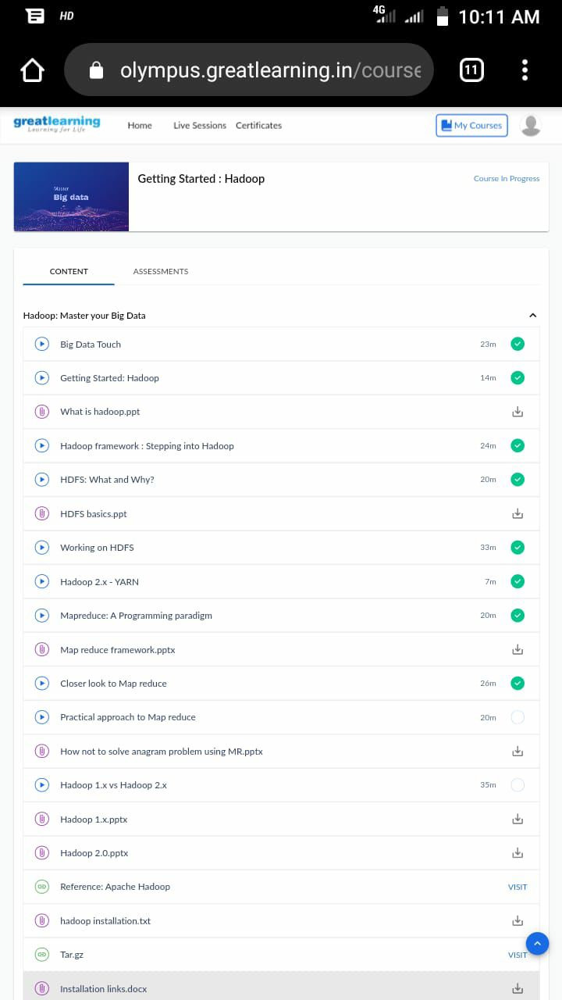 HD
4G
10:11 AM
olympus.greatlearning.in/course
11
greatlearning
Learning for Life
Home
Live Sessions
Certificates
My Courses
Master
Big data
Getting Started : Hadoop
Course In Progress
CONTENT
ASSESSMENTS
Hadoop: Master your Big Data
Big Data Touch 23m
Getting Started: Hadoop 14m
What is hadoop.ppt
Hadoop framework : Stepping into Hadoop 24m
HDFS: What and Why? 20m
HDFS basics.ppt
Working on HDFS 33m
Hadoop 2.x - YARN 7m
Mapreduce: A Programming paradigm 20m
Map reduce framework.pptx
Closer look to Map reduce 26m
Practical approach to Map reduce 20m
How not to solve anagram problem using MR.pptx
Hadoop 1.x vs Hadoop 2.x 35m
Hadoop 1.x.pptx
Hadoop 2.0.pptx
Reference: Apache Hadoop VISIT
hadoop installation.txt
Tar.gz VISIT
Installation links.docx